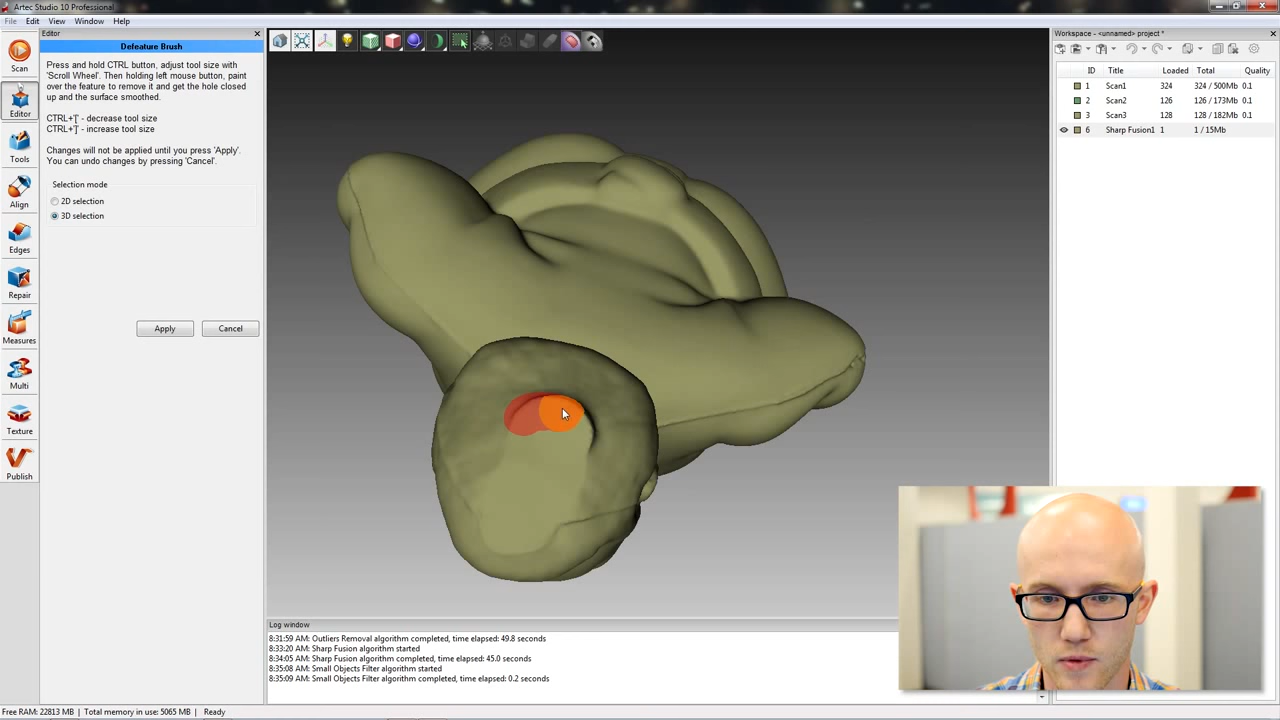 Artec Studio 10 Professional
File Edit View Window Help
Editor
Defeature Brush
Press and hold CTRL button, adjust tool size with
'Scroll Wheel'. Then holding left mouse button, paint
over the feature to remove it and get the hole closed
up and the surface smoothed.
CTRL+'[' - decrease tool size
CTRL+']' - increase tool size
Changes will not be applied until you press 'Apply'.
You can undo changes by pressing 'Cancel'.
Selection mode
2D selection
3D selection
Apply Cancel
Scan
Editor
Tools
Align
Edges
Repair
Measures
Multi
Texture
Publish
Workspace - <unnamed> project *
ID Title Loaded Total Quality
1 Scan1 324 324 / 500Mb 0.1
2 Scan2 126 126 / 173Mb 0.1
3 Scan3 128 128 / 182Mb 0.1
6 Sharp Fusion1 1 1 / 15Mb
Log window
8:31:59 AM: Outliers Removal algorithm completed, time elapsed: 49.8 seconds
8:33:20 AM: Sharp Fusion algorithm started
8:34:05 AM: Sharp Fusion algorithm completed, time elapsed: 45.0 seconds
8:35:08 AM: Small Objects Filter algorithm started
8:35:09 AM: Small Objects Filter algorithm completed, time elapsed: 0.2 seconds
Free RAM: 22813 MB | Total memory in use: 5065 MB | Ready